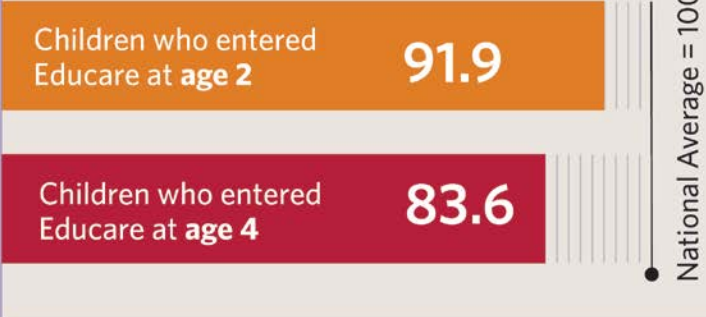 Children who entered
Educare at age 2
91.9
Children who entered
Educare at age 4
83.6
National Average = 100